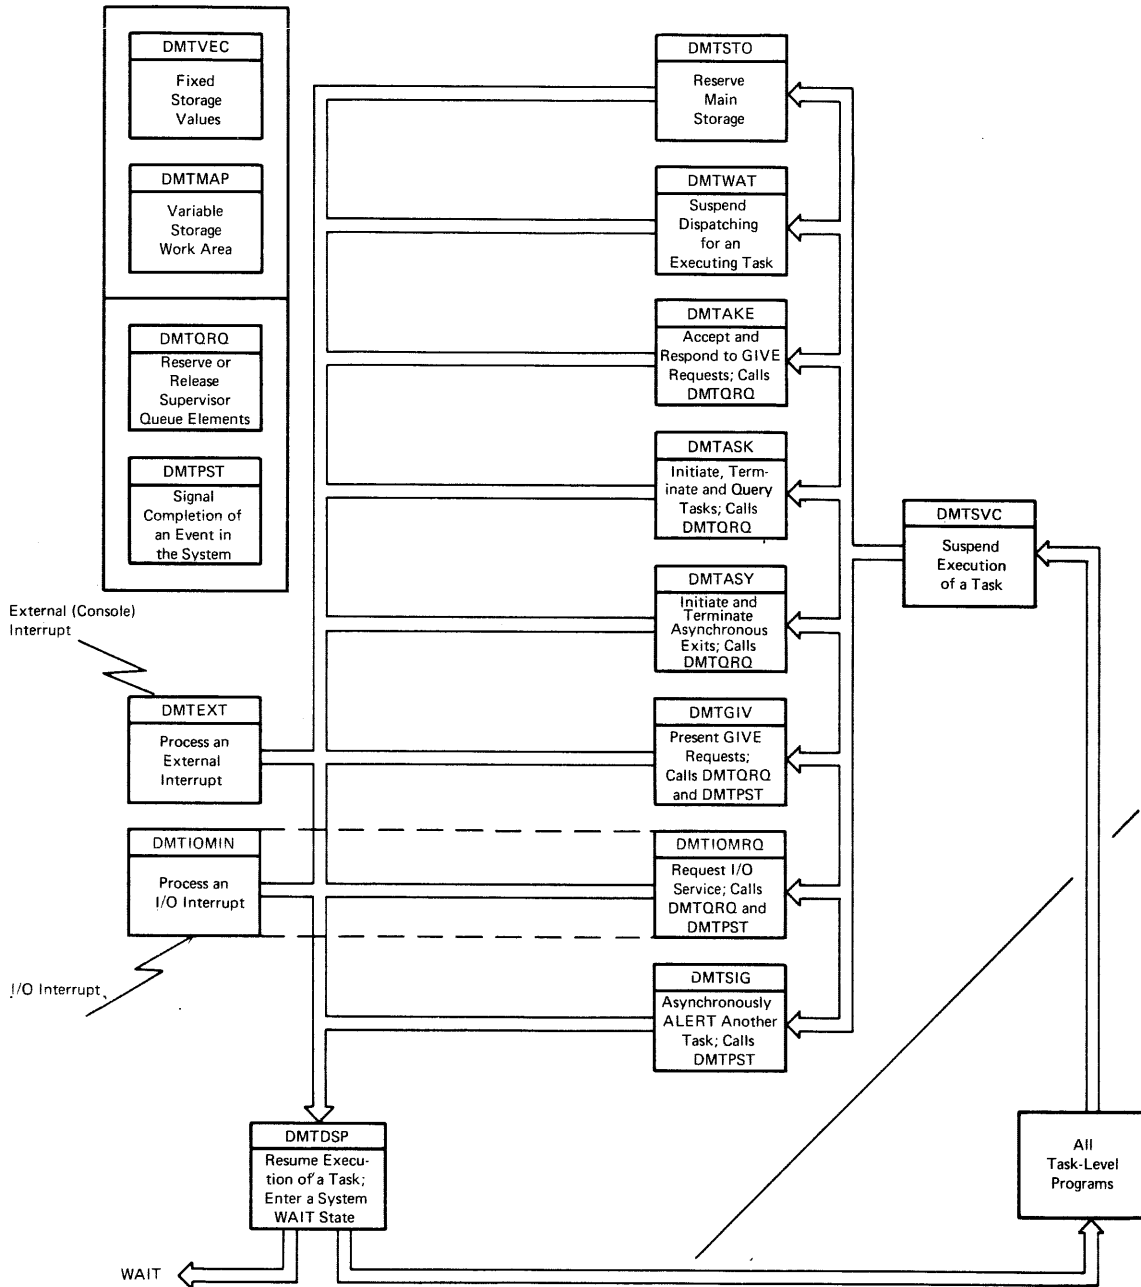 DMTVEC
Fixed
Storage
Values
DMTMAP
Variable
Storage
Work Area
DMTQRQ
Reserve or
Release
Supervisor
Queue Elements
DMTPST
Signal
Completion of
an Event in
the System
External (Console)
Interrupt
DMTEXT
Process an
External
Interrupt
DMTIOMIN
Process an
I/O Interrupt
I/O Interrupt
DMTSTO
Reserve
Main
Storage
DMTWAT
Suspend
Dispatching
for an
Executing Task
DMTAKE
Accept and
Respond to GIVE
Requests; Calls
DMTQRQ
DMTASK
Initiate, Term-
inate and Query
Tasks; Calls
DMTQRQ
DMTASY
Initiate and
Terminate
Asynchronous
Exits; Calls
DMTQRQ
DMTGIV
Present GIVE
Requests;
Calls DMTQRQ
and DMTPST
DMTIOMRQ
Request I/O
Service; Calls
DMTQRQ and
DMTPST
DMTSIG
Asynchronously
ALERT Another
Task; Calls
DMTPST
DMTSVC
Suspend
Execution
of a Task
All
Task-Level
Programs
DMTDSP
Resume Execu-
tion of a Task;
Enter a System
WAIT State
WAIT